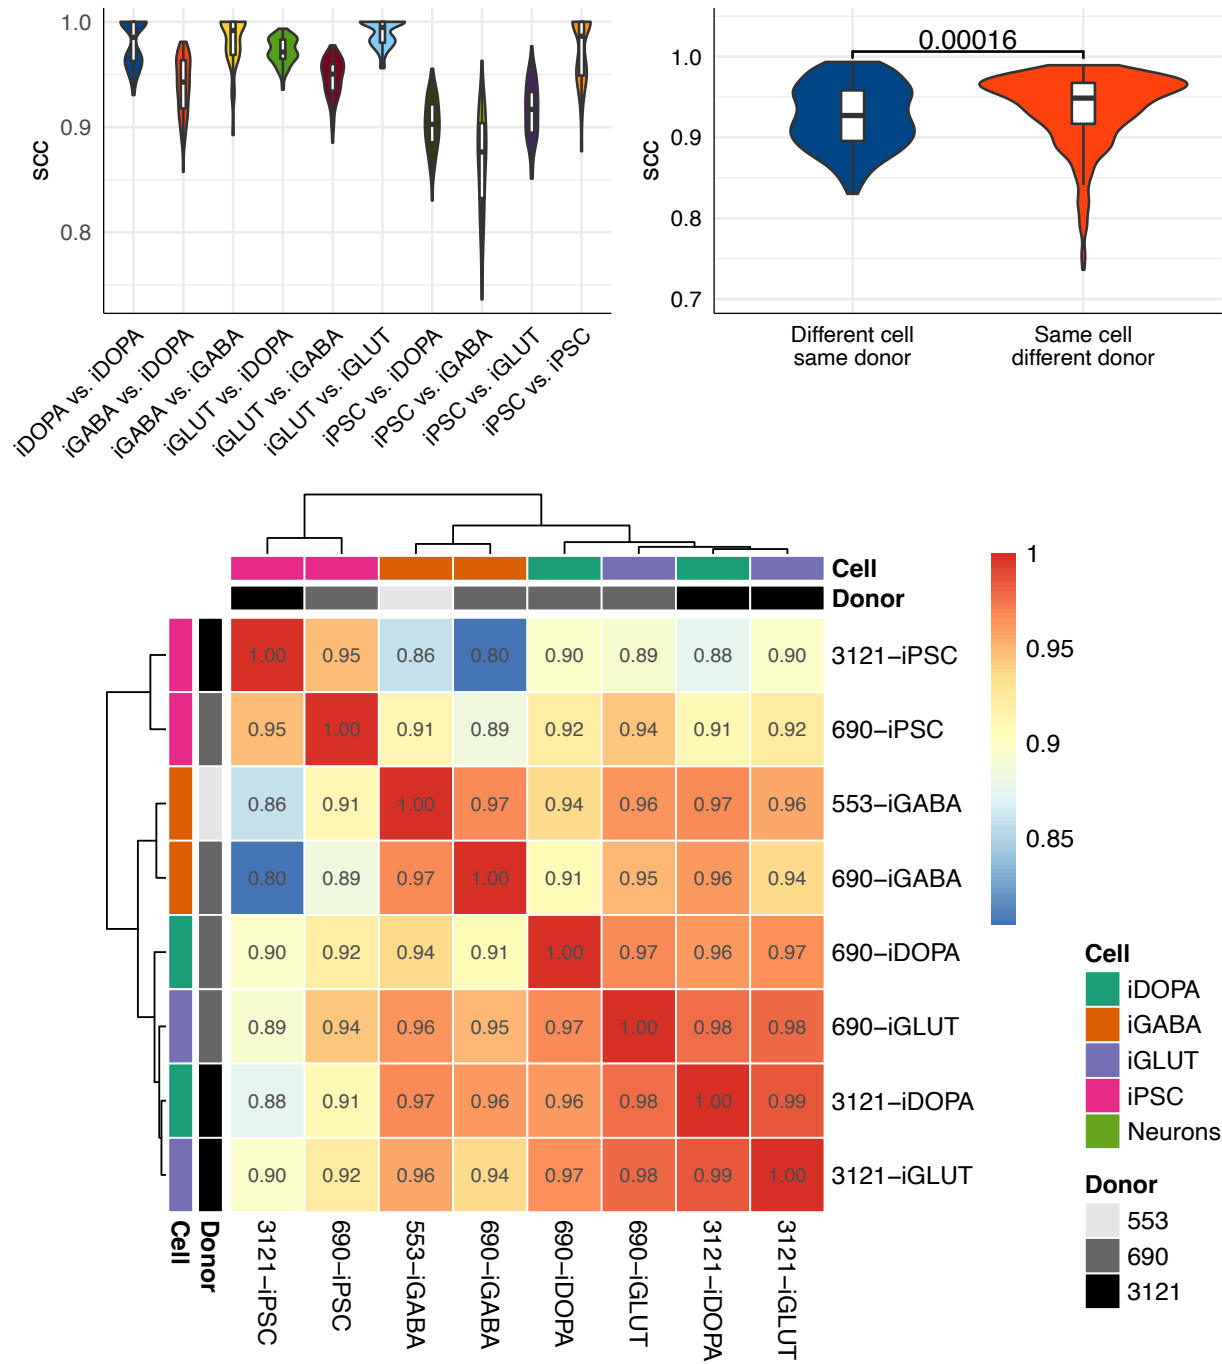 1.0
0.9
0.8
scc
iDOPA vs. iDOPA
iGABA vs. iDOPA
iGABA vs. iGABA
iGLUT vs. iDOPA
iGLUT vs. iGABA
iGLUT vs. iGLUT
iPSC vs. iDOPA
iPSC vs. iGABA
iPSC vs. iGLUT
iPSC vs. iPSC
0.00016
1.0
0.9
0.8
0.7
scc
Different cell
same donor
Same cell
different donor
Cell
Donor
1.00 0.95 0.86 0.80 0.90 0.89 0.88 0.90 3121−iPSC
0.95 1.00 0.91 0.89 0.92 0.94 0.91 0.92 690−iPSC
0.86 0.91 1.00 0.97 0.94 0.96 0.97 0.96 553−iGABA
0.80 0.89 0.97 1.00 0.91 0.95 0.96 0.94 690−iGABA
0.90 0.92 0.94 0.91 1.00 0.97 0.96 0.97 690−iDOPA
0.89 0.94 0.96 0.95 0.97 1.00 0.98 0.98 690−iGLUT
0.88 0.91 0.97 0.96 0.96 0.98 1.00 0.99 3121−iDOPA
0.90 0.92 0.96 0.94 0.97 0.98 0.99 1.00 3121−iGLUT
Cell
Donor
3121−iPSC
690−iPSC
553−iGABA
690−iGABA
690−iDOPA
690−iGLUT
3121−iDOPA
3121−iGLUT
1
0.95
0.9
0.85
Cell
iDOPA
iGABA
iGLUT
iPSC
Neurons
Donor
553
690
3121